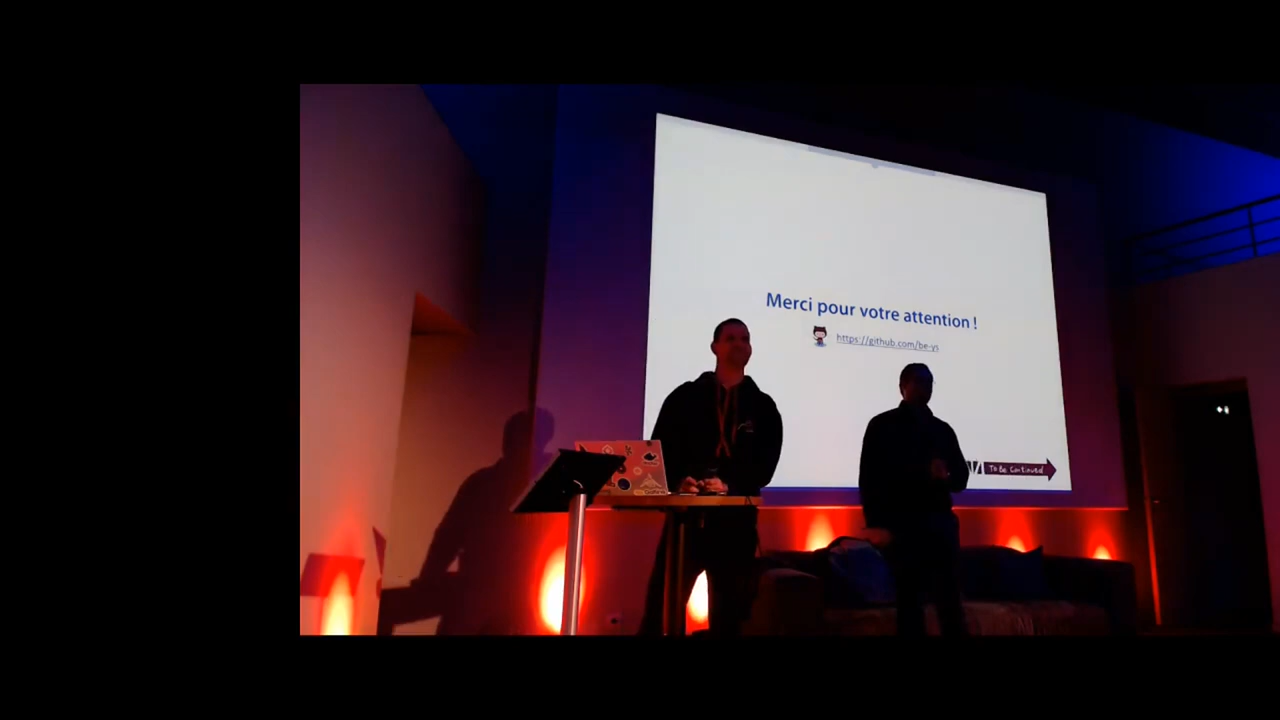 Merci pour votre attention !
https://github.com/be-ys
To Be Continued